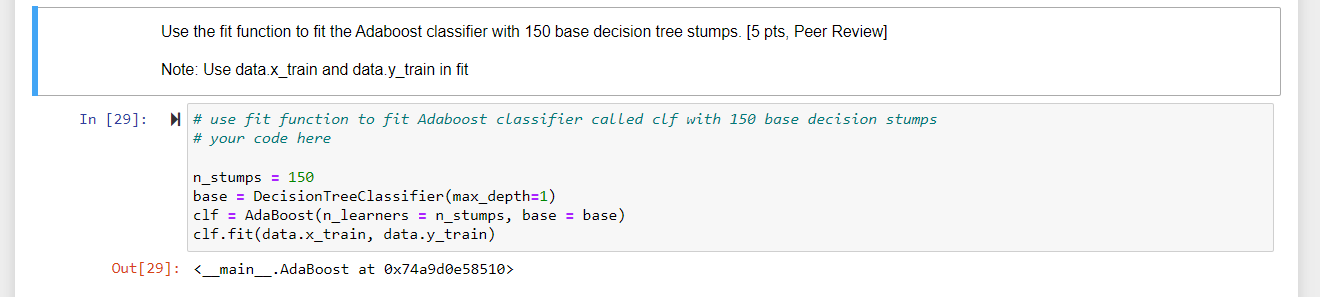 Use the fit function to fit the Adaboost classifier with 150 base decision tree stumps. [5 pts, Peer Review]
Note: Use data.x_train and data.y_train in fit
In [29]:
# use fit function to fit Adaboost classifier called clf with 150 base decision stumps
# your code here
n_stumps = 150
base = DecisionTreeClassifier(max_depth=1)
clf = AdaBoost(n_learners = n_stumps, base = base)
clf.fit(data.x_train, data.y_train)
Out[29]: <__main__.AdaBoost at 0x74a9d0e58510>